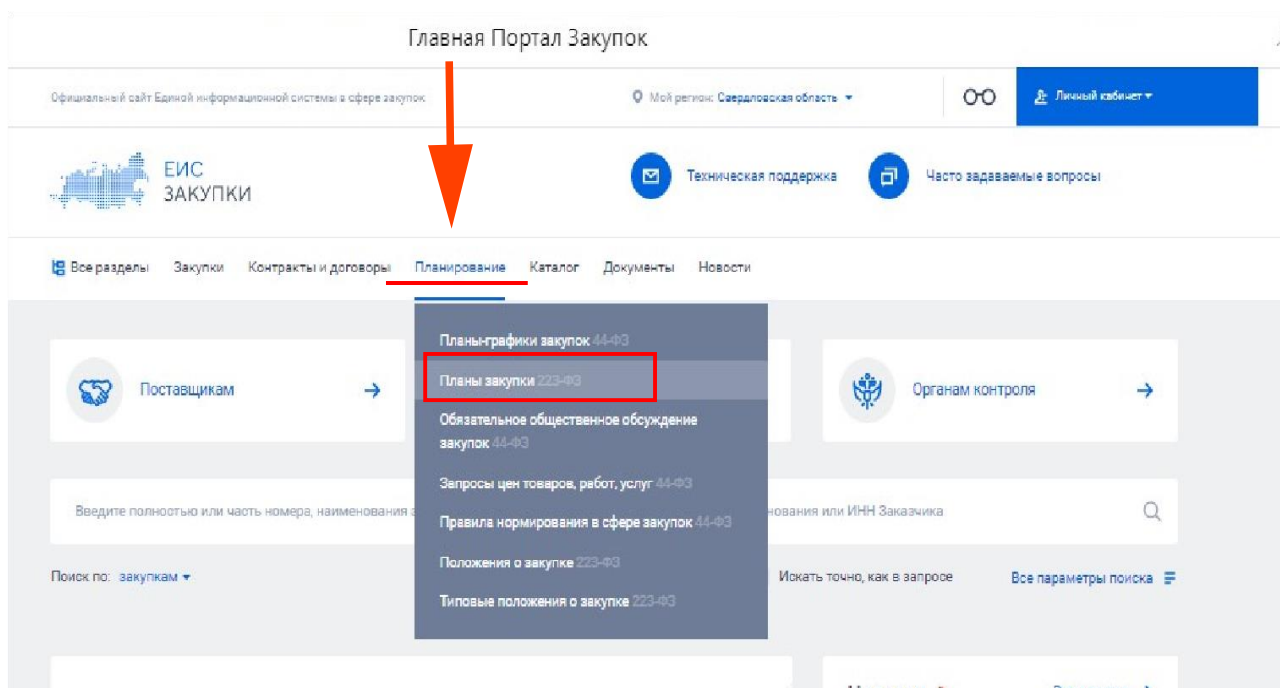 Главная Портал Закупок
Официальный сайт Единой информационной системы в сфере закупок
Мой регион: Свердловская область
Личный кабинет
ЕИС
ЗАКУПКИ
Техническая поддержка
Часто задаваемые вопросы
Все разделы Закупки Контракты и договоры Планирование Каталог Документы Новости
Планы-графики закупок 44-ФЗ
Планы закупки 223-ФЗ
Обязательное общественное обсуждение
закупок 44-ФЗ
Запросы цен товаров, работ, услуг 44-ФЗ
Правила нормирования в сфере закупок 44-ФЗ
Положения о закупке 223-ФЗ
Типовые положения о закупке 223-ФЗ
Поставщикам
Органам контроля
Введите полностью или часть номера, наименования
или ИНН Заказчика
Поиск по: закупкам
Искать точно, как в запросе
Все параметры поиска